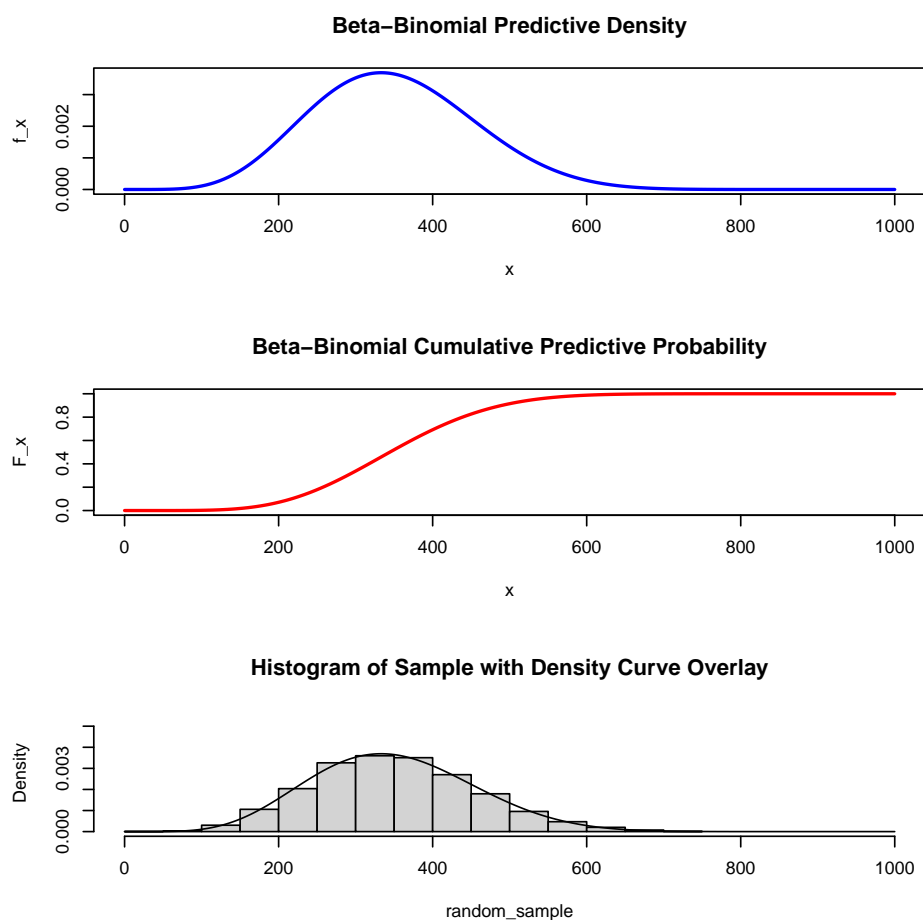 Beta−Binomial Predictive Density
f_x
0.000
0.002
0 200 400 600 800 1000
x
Beta−Binomial Cumulative Predictive Probability
F_x
0.0
0.4
0.8
0 200 400 600 800 1000
x
Histogram of Sample with Density Curve Overlay
Density
0.000
0.003
0 200 400 600 800 1000
random_sample